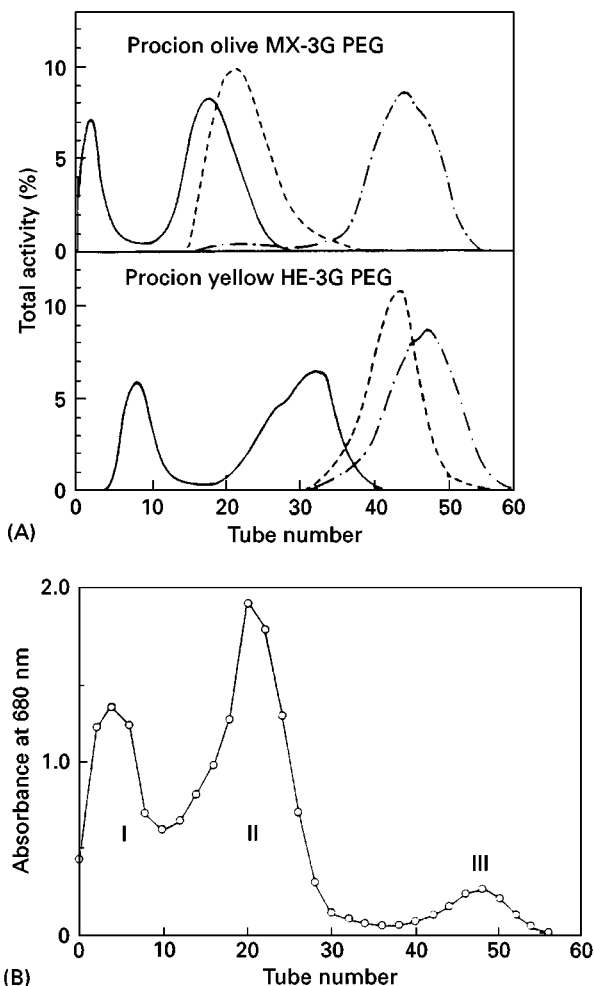 Procion olive MX-3G PEG
10
5
0
Total activity (%)
Procion yellow HE-3G PEG
10
5
0
0 10 20 30 40 50 60
Tube number
(A)
2.0
1.0
0
Absorbance at 680 nm
I
II
III
0 10 20 30 40 50 60
Tube number
(B)